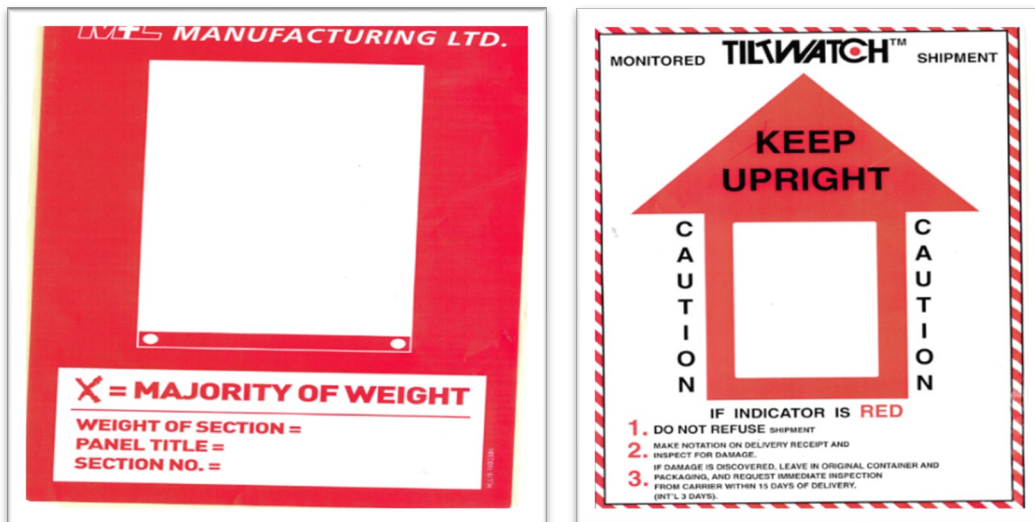 MANUFACTURING LTD.
X = MAJORITY OF WEIGHT
WEIGHT OF SECTION =
PANEL TITLE =
SECTION NO. =
MONITORED TILTWATCH™ SHIPMENT
KEEP
UPRIGHT
CAUTION
CAUTION
IF INDICATOR IS RED
1. DO NOT REFUSE SHIPMENT
2. MAKE NOTATION ON DELIVERY RECEIPT AND
INSPECT FOR DAMAGE.
3. IF DAMAGE IS DISCOVERED, LEAVE IN ORIGINAL CONTAINER AND
PACKAGING, AND REQUEST IMMEDIATE INSPECTION
FROM CARRIER WITHIN 15 DAYS OF DELIVERY.
(INT'L 3 DAYS).